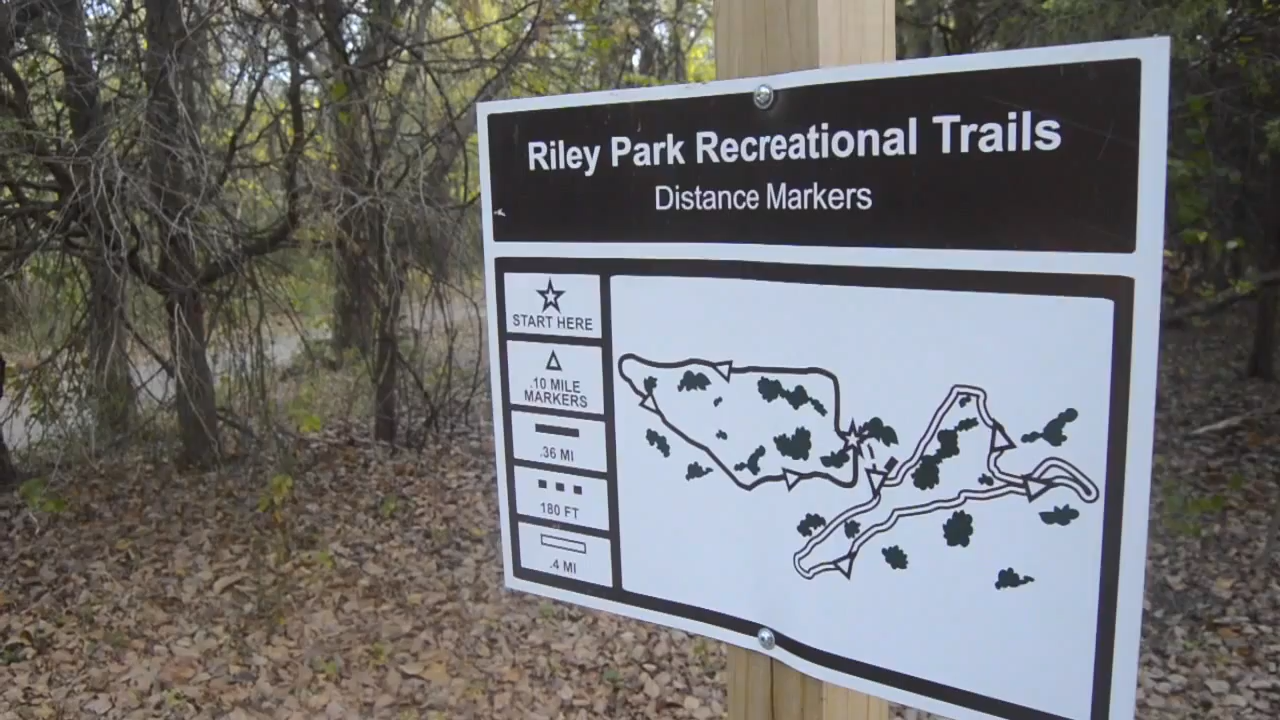 Riley Park Recreational Trails
Distance Markers
START HERE
.10 MILE
MARKERS
.36 MI
180 FT
.4 MI